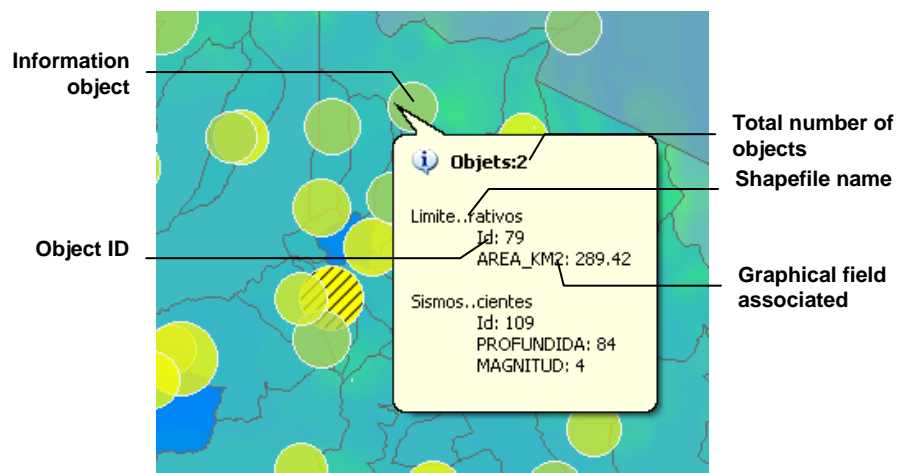 Information
object
Object ID
Objets:2
Limite..rativos
Id: 79
AREA_KM2: 289.42
Sismos..cientes
Id: 109
PROFUNDIDA: 84
MAGNITUD: 4
Total number of
objects
Shapefile name
Graphical field
associated